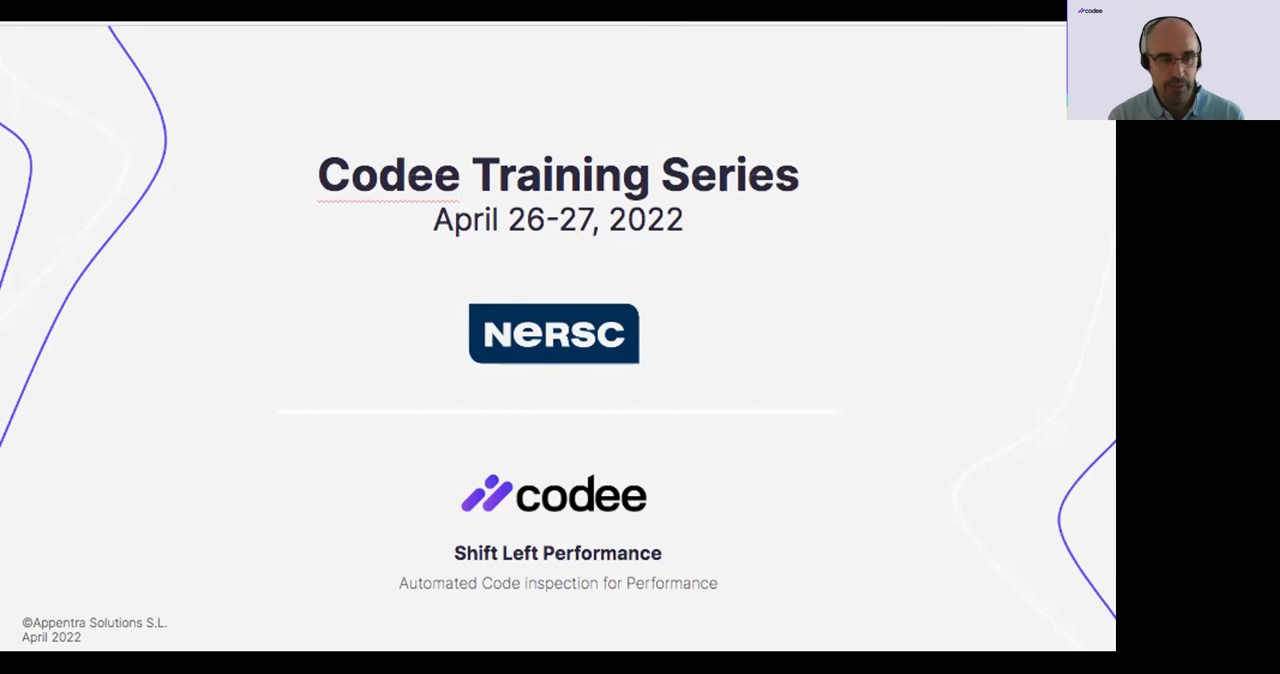 codee
Codee Training Series
April 26-27, 2022
NERSC
codee
Shift Left Performance
Automated Code inspection for Performance
©Appentra Solutions S.L.
April 2022